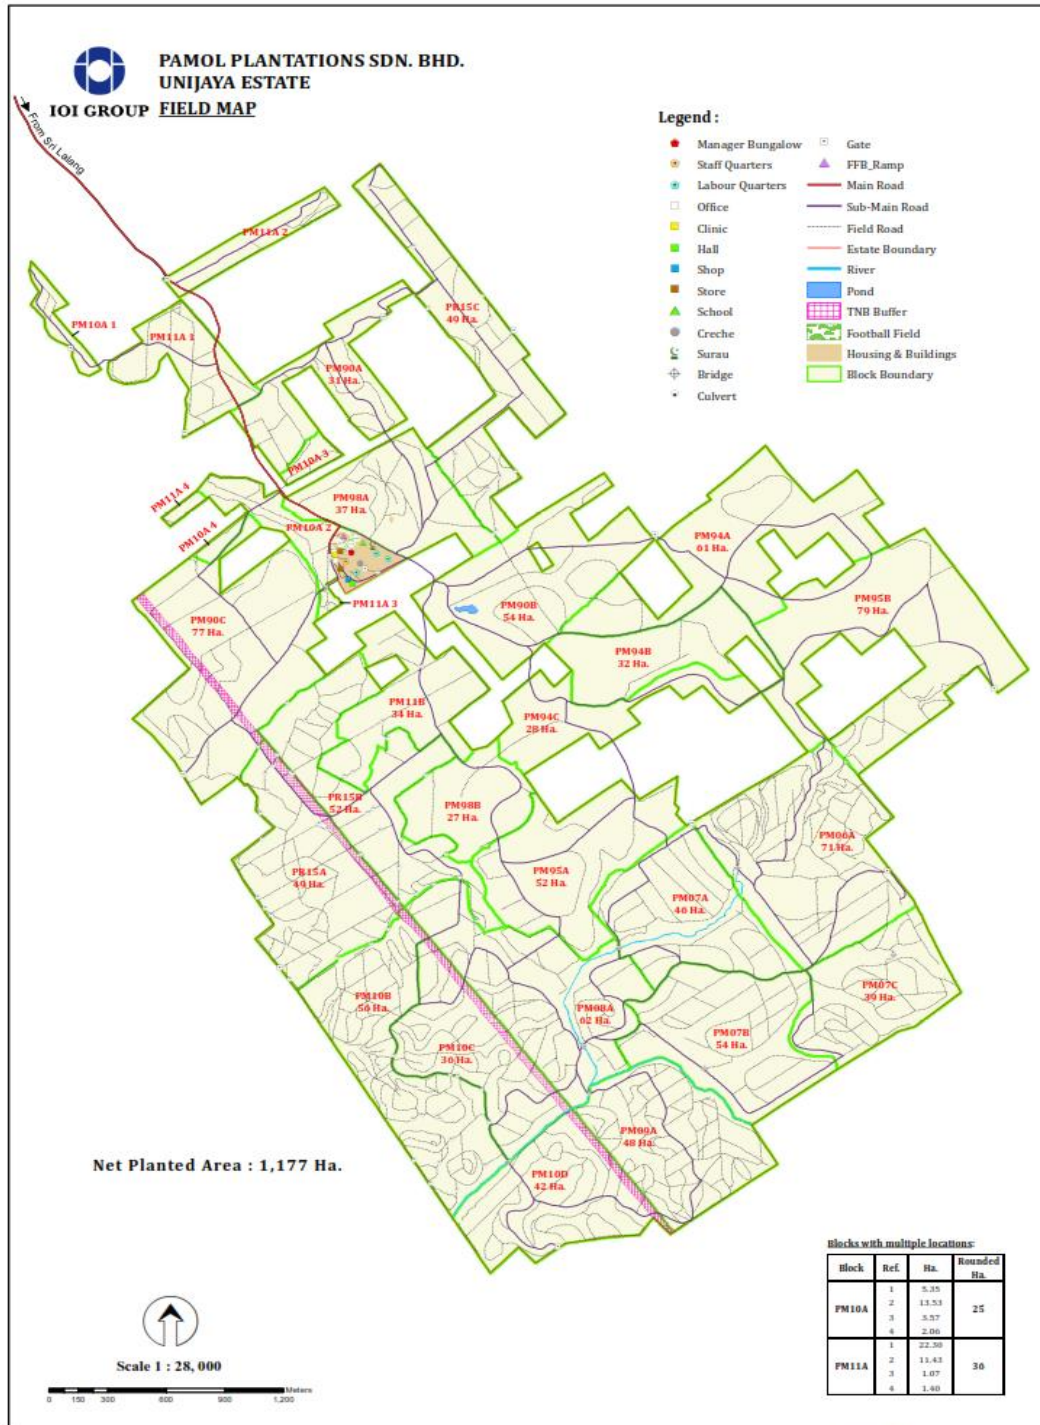 PAMOL PLANTATIONS SDN. BHD.
UNIJAYA ESTATE
IOI GROUP FIELD MAP
From Sri Lalang
Legend :
Manager Bungalow
Staff Quarters
Labour Quarters
Office
Clinic
Hall
Shop
Store
School
Creche
Surau
Bridge
Culvert
Gate
FFB_Ramp
Main Road
Sub-Main Road
Field Road
Estate Boundary
River
Pond
TNB Buffer
Football Field
Housing & Buildings
Block Boundary
PM11A 2
PM10A 1
PM11A 1
PR15C
49 Ha.
PM90A
31 Ha.
PM10A 3
PM11A 4
PM98A
37 Ha.
PM10A 2
PM10A 4
PM94A
61 Ha.
PM11A 3
PM90B
54 Ha.
PM95B
79 Ha.
PM90C
77 Ha.
PM94B
32 Ha.
PM11B
34 Ha.
PM94C
28 Ha.
PR15B
52 Ha.
PM98B
27 Ha.
PM06A
71 Ha.
PR15A
49 Ha.
PM95A
52 Ha.
PM07A
46 Ha.
PM10B
56 Ha.
PM08A
62 Ha.
PM07C
39 Ha.
PM10C
36 Ha.
PM07B
54 Ha.
PM09A
48 Ha.
PM10D
42 Ha.
Net Planted Area : 1,177 Ha.
Blocks with multiple locations:
Block Ref. Ha. Rounded Ha.
PM10A 1 5.35 25
2 13.53
3 3.57
4 2.06
PM11A 1 22.30 36
2 11.43
3 1.07
4 1.40
Scale 1 : 28, 000
Meters
0 150 300 600 900 1,200